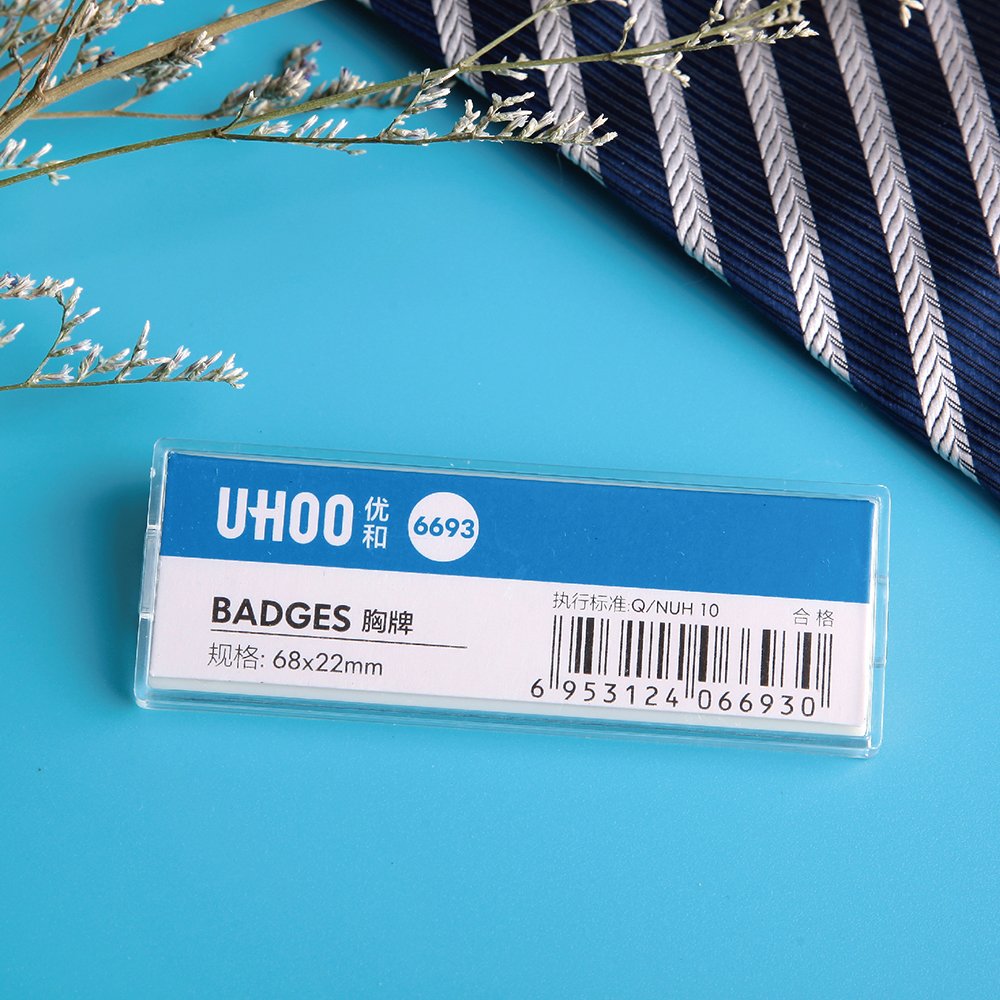 UHOO 优和 6693
BADGES 胸牌
规格: 68x22mm
执行标准:Q/NUH 10 合格
6 953124 066930